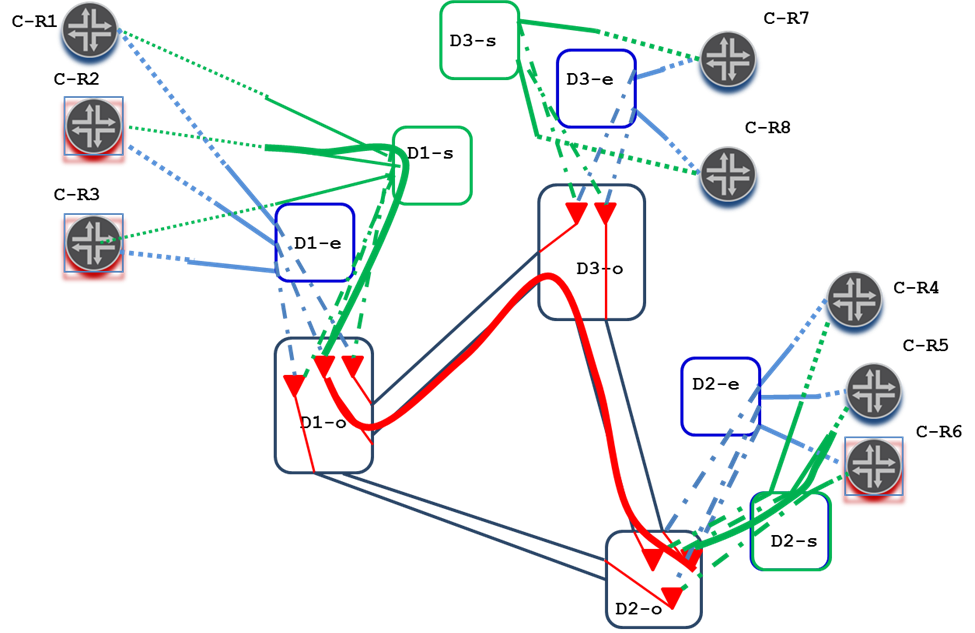 C-R1
C-R7
D3-s
C-R2
D3-e
C-R8
D1-s
C-R3
D1-e
D3-o
C-R4
C-R5
D2-e
D1-o
C-R6
D2-s
D2-o